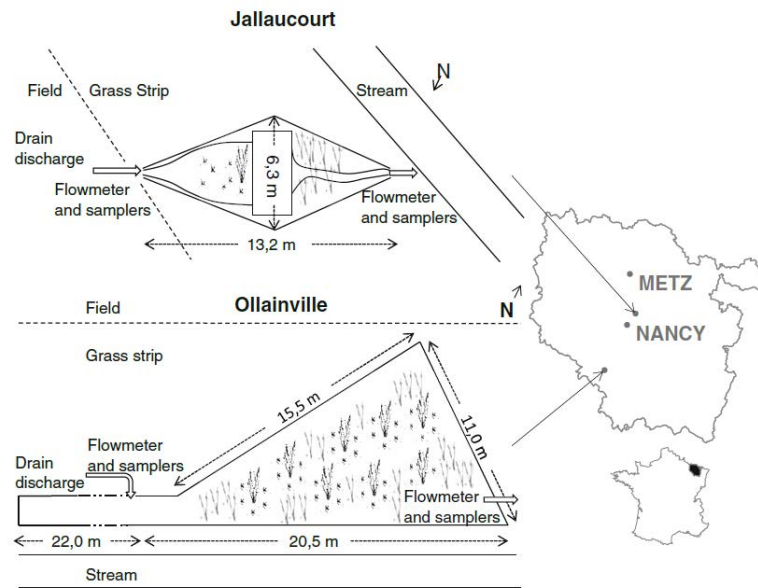 Jallaucourt
N
Field
Grass Strip
Stream
Drain
discharge
6,3 m
Flowmeter
and samplers
Flowmeter
and samplers
13,2 m
METZ
NANCY
Field
Ollainville
N
Grass strip
15,5 m
11,0 m
Flowmeter
and samplers
Drain
discharge
Flowmeter
and samplers
22,0 m
20,5 m
Stream